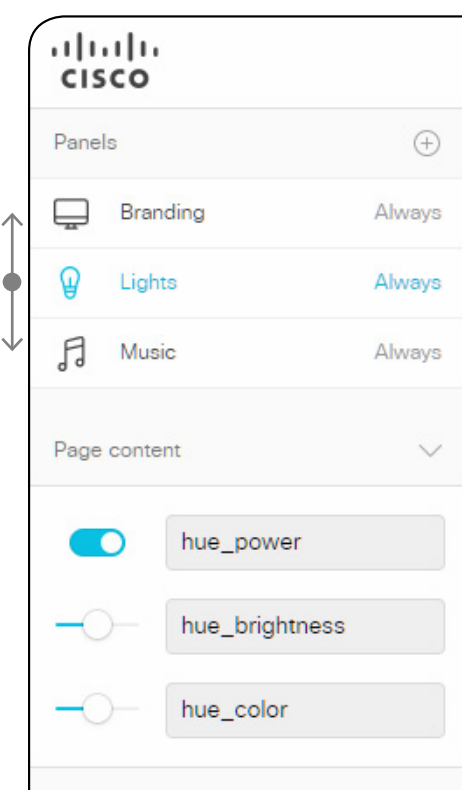 CISCO
Panels
Branding Always
Lights Always
Music Always
Page content
hue_power
hue_brightness
hue_color